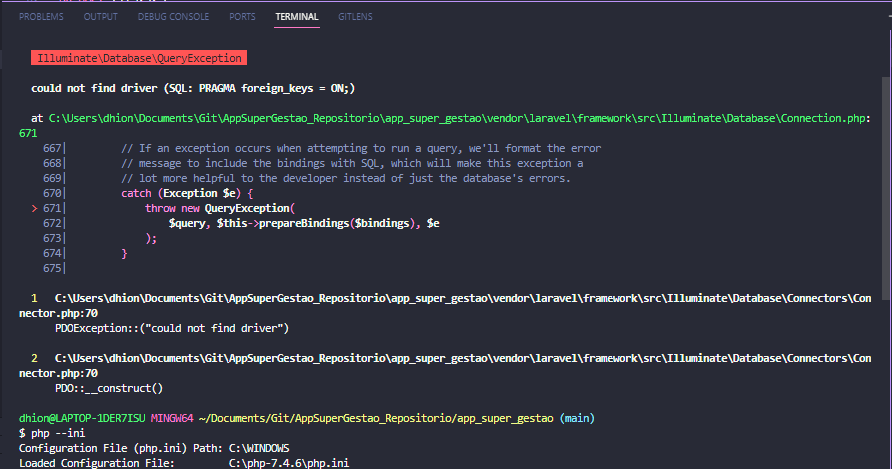 PROBLEMS OUTPUT DEBUG CONSOLE PORTS TERMINAL GITLENS
Illuminate\Database\QueryException
could not find driver (SQL: PRAGMA foreign_keys = ON;)
at C:\Users\dhion\Documents\Git\AppSuperGestao_Repositorio\app_super_gestao\vendor\laravel\framework\src\Illuminate\Database\Connection.php:
671
667| // If an exception occurs when attempting to run a query, we'll format the error
668| // message to include the bindings with SQL, which will make this exception a
669| // lot more helpful to the developer instead of just the database's errors.
670| catch (Exception $e) {
> 671| throw new QueryException(
672| $query, $this->prepareBindings($bindings), $e
673| );
674| }
675|
1 C:\Users\dhion\Documents\Git\AppSuperGestao_Repositorio\app_super_gestao\vendor\laravel\framework\src\Illuminate\Database\Connectors\Con
nector.php:70
PDOException::("could not find driver")
2 C:\Users\dhion\Documents\Git\AppSuperGestao_Repositorio\app_super_gestao\vendor\laravel\framework\src\Illuminate\Database\Connectors\Con
nector.php:70
PDO::__construct()
dhion@LAPTOP-1DER7ISU MINGW64 ~/Documents/Git/AppSuperGestao_Repositorio/app_super_gestao (main)
$ php --ini
Configuration File (php.ini) Path: C:\WINDOWS
Loaded Configuration File: C:\php-7.4.6\php.ini